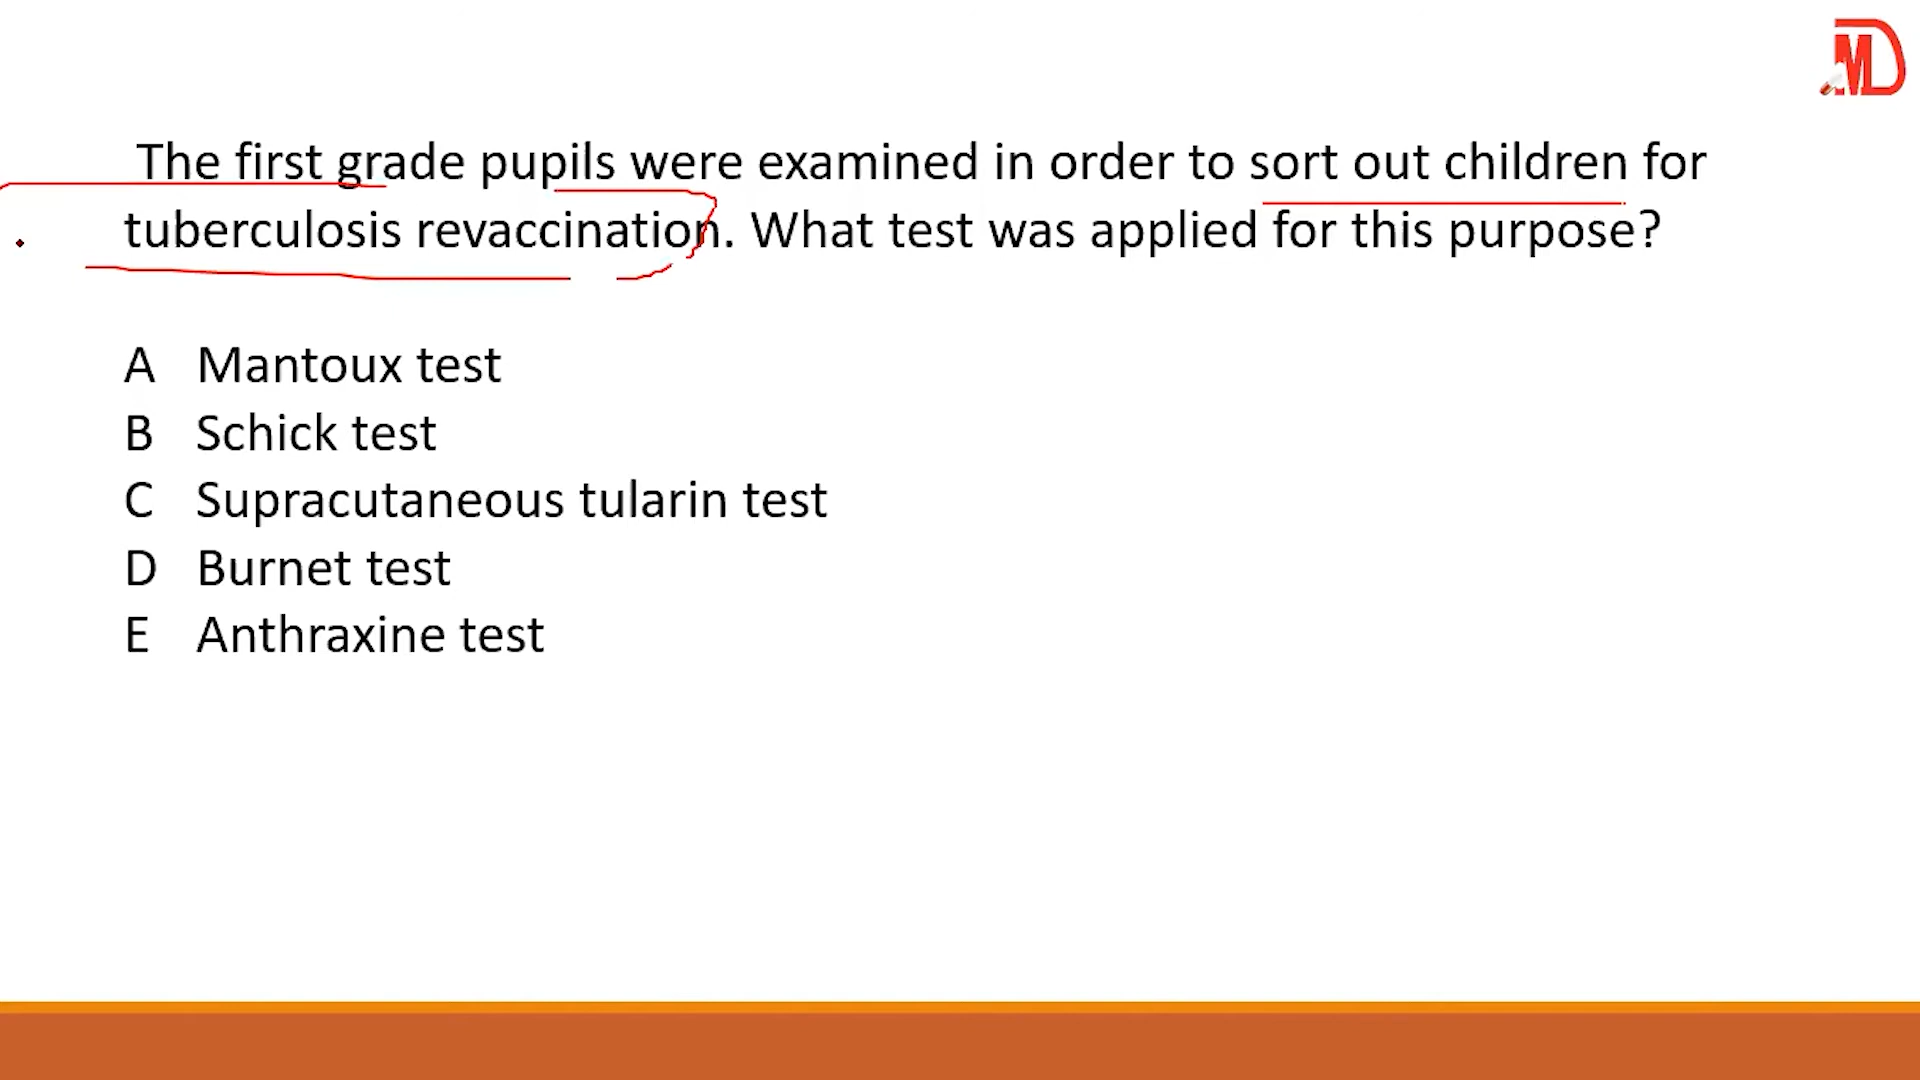 MD
The first grade pupils were examined in order to sort out children for
tuberculosis revaccination. What test was applied for this purpose?
A Mantoux test
B Schick test
C Supracutaneous tularin test
D Burnet test
E Anthraxine test